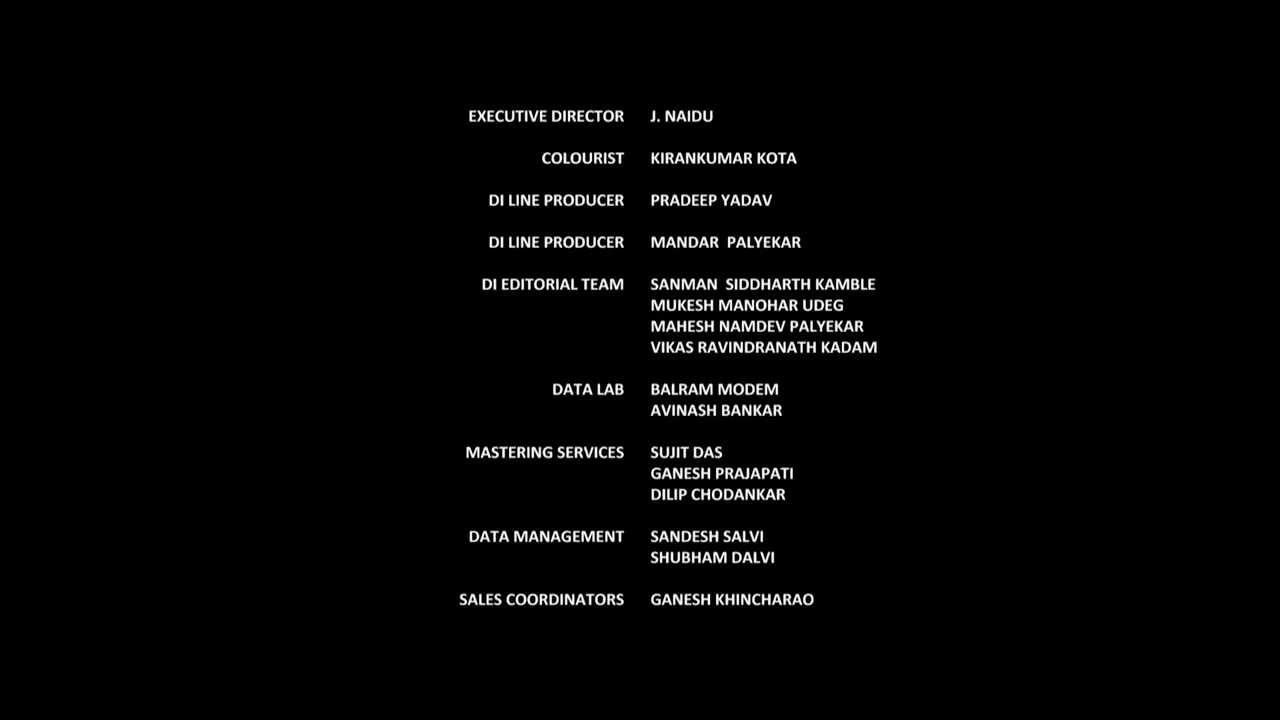 EXECUTIVE DIRECTOR J. NAIDU
COLOURIST KIRANKUMAR KOTA
DI LINE PRODUCER PRADEEP YADAV
DI LINE PRODUCER MANDAR PALYEKAR
DI EDITORIAL TEAM SANMAN SIDDHARTH KAMBLE
MUKESH MANOHAR UDEG
MAHESH NAMDEV PALYEKAR
VIKAS RAVINDRANATH KADAM
DATA LAB BALRAM MODEM
AVINASH BANKAR
MASTERING SERVICES SUJIT DAS
GANESH PRAJAPATI
DILIP CHODANKAR
DATA MANAGEMENT SANDESH SALVI
SHUBHAM DALVI
SALES COORDINATORS GANESH KHINCHARAO